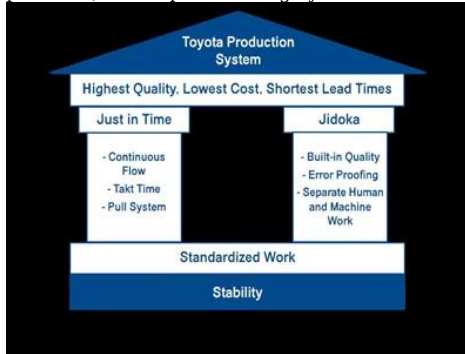 Toyota Production
System
Highest Quality, Lowest Cost, Shortest Lead Times
Just in Time
- Continuous
Flow
- Takt Time
- Pull System
Jidoka
- Built-in Quality
- Error Proofing
- Separate Human
and Machine
Work
Standardized Work
Stability